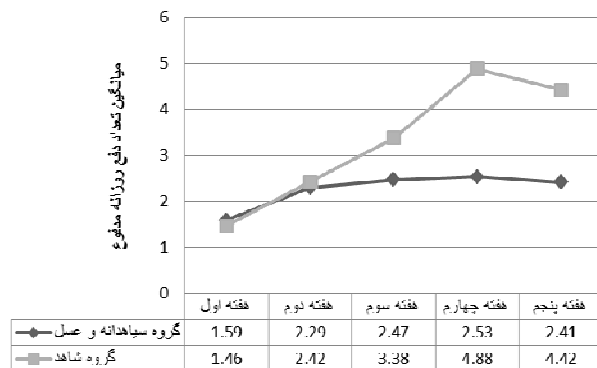 میانگین تعداد دفع روزانه مدفوع
6
5
4
3
2
1
0
هفته اول هفته دوم هفته سوم هفته چهارم هفته پنجم
گروه سیاهدانه و عسل 1.59 2.29 2.47 2.53 2.41
گروه شاهد 1.46 2.42 3.38 4.88 4.42